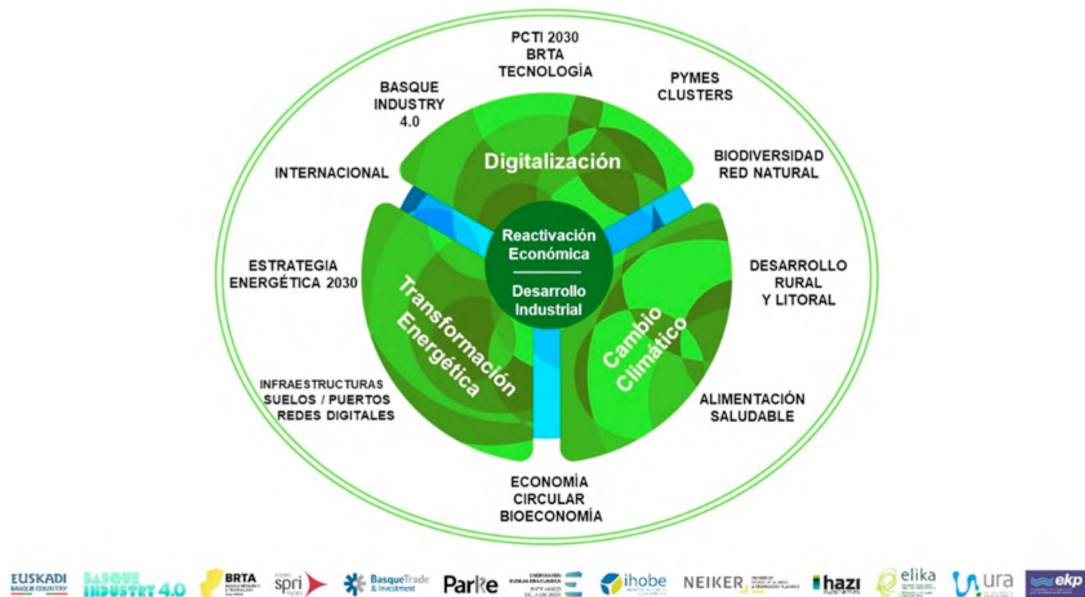 PCTI 2030
BRTA
TECNOLOGÍA
PYMES
CLUSTERS
BASQUE
INDUSTRY
4.0
BIODIVERSIDAD
RED NATURAL
INTERNACIONAL
Digitalización
Reactivación
Económica
Desarrollo
Industrial
ESTRATEGIA
ENERGÉTICA 2030
DESARROLLO
RURAL
Y LITORAL
Transformación
Energética
Cambio
Climático
INFRAESTRUCTURAS
SUELOS / PUERTOS
REDES DIGITALES
ALIMENTACIÓN
SALUDABLE
ECONOMÍA
CIRCULAR
BIOECONOMÍA
EUSKADI
BASQUE COUNTRY
BASQUE
INDUSTRY 4.0
BRTA
spri
BasqueTrade
& Investment
Parke
ihobe
NEIKER
hazi
elika
ura
ekp